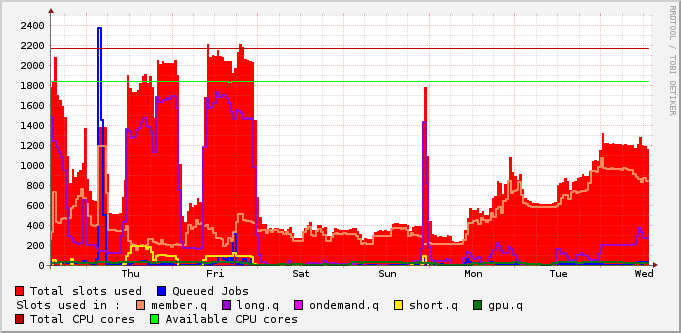 RRDTOOL / TOBI OETIKER
2400
2200
2000
1800
1600
1400
1200
1000
800
600
400
200
0
Thu Fri Sat Sun Mon Tue Wed
Total slots used Queued Jobs
Slots used in : member.q long.q ondemand.q short.q gpu.q
Total CPU cores Available CPU cores